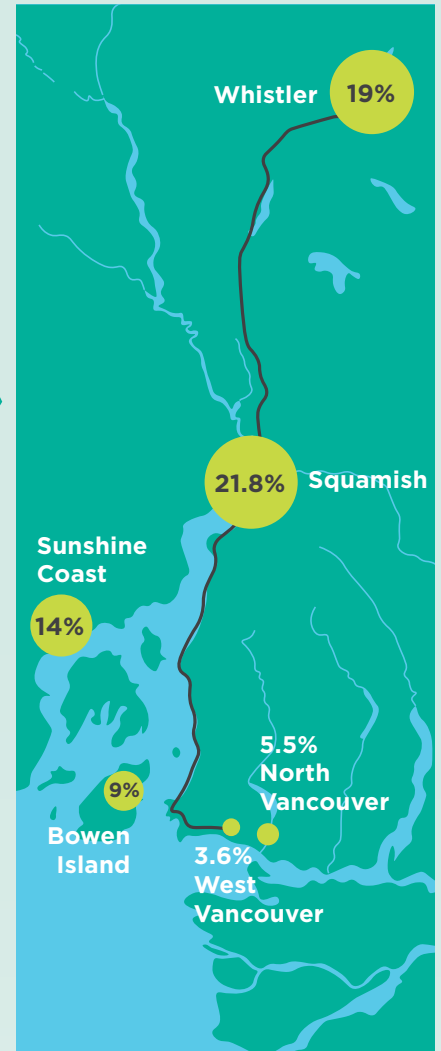 Whistler
19%
21.8%
Squamish
Sunshine
Coast
14%
5.5%
North
Vancouver
9%
Bowen
Island
3.6%
West
Vancouver